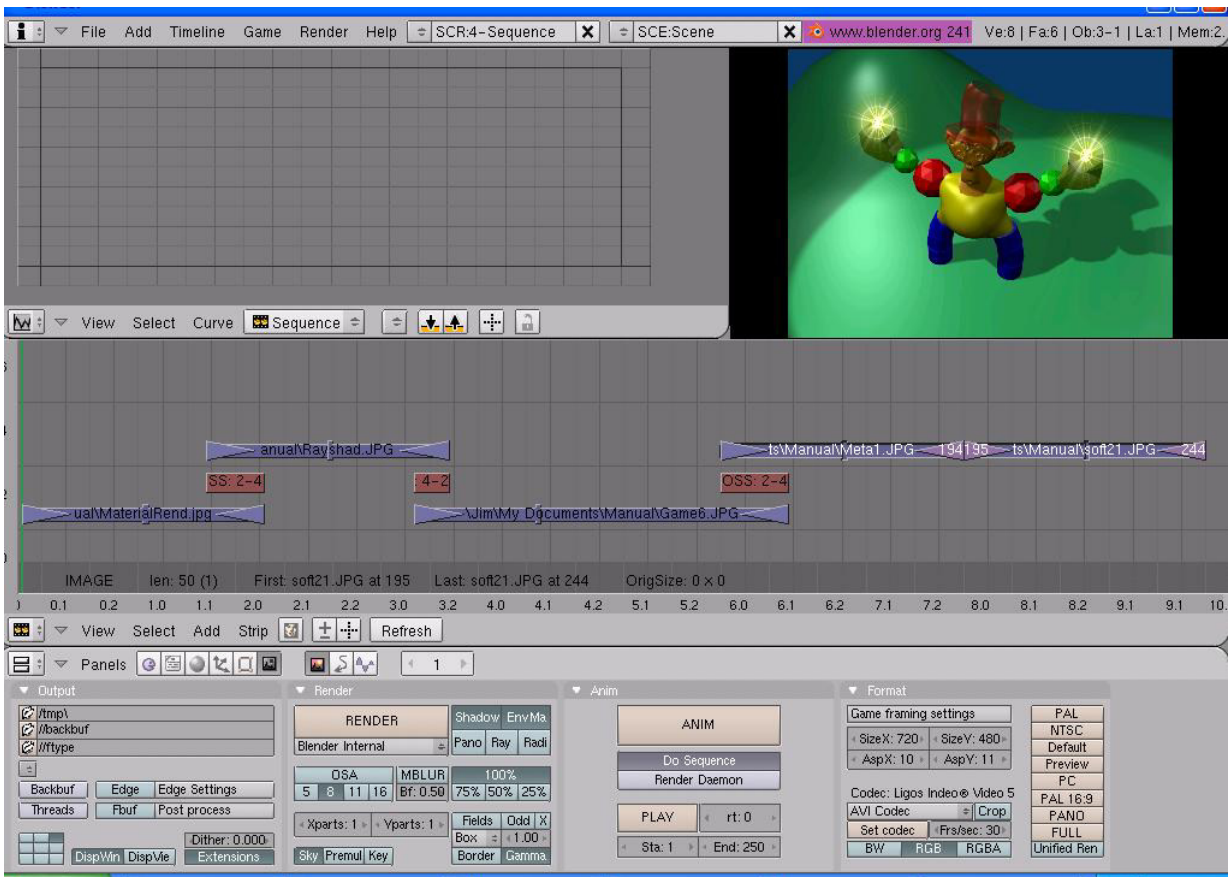 File Add Timeline Game Render Help SCR:4-Sequence X SCE:Scene X www.blender.org 241 Ve:8 | Fa:6 | Ob:3-1 | La:1 | Mem:2.
View Select Curve Sequence
anual\Rayshad.JPG ts\Manual\Meta1.JPG 194 195 ts\Manual\soft21.JPG 244
SS: 2-4 : 4-2 OSS: 2-4
ual\MaterialRend.jpg \Jim\My Documents\Manual\Game6.JPG
IMAGE len: 50 (1) First: soft21.JPG at 195 Last: soft21.JPG at 244 OrigSize: 0 x 0
0.1 0.2 1.0 1.1 2.0 2.1 2.2 3.0 3.2 4.0 4.1 4.2 5.1 5.2 6.0 6.1 6.2 7.1 7.2 8.0 8.1 8.2 9.1 9.1 10.
View Select Add Strip Refresh
Panels 1
Output
/tmp\
//backbuf
//ftype
Backbuf Edge Edge Settings
Threads Fbuf Post process
Dither: 0.000
DispWin DispVie Extensions
Render
RENDER Shadow EnvMa
Blender Internal Pano Ray Radi
OSA MBLUR 100%
5 8 11 16 Bf: 0.50 75% 50% 25%
Xparts: 1 Yparts: 1 Fields Odd X
Box 1.00
Sky Premul Key Border Gamma
Anim
ANIM
Do Sequence
Render Daemon
PLAY rt: 0
Sta: 1 End: 250
Format
Game framing settings
SizeX: 720 SizeY: 480
AspX: 10 AspY: 11
Codec: Ligos Indeo® Video 5
AVI Codec Crop
Set codec Frs/sec: 30
BW RGB RGBA
PAL
NTSC
Default
Preview
PC
PAL 16:9
PANO
FULL
Unified Ren